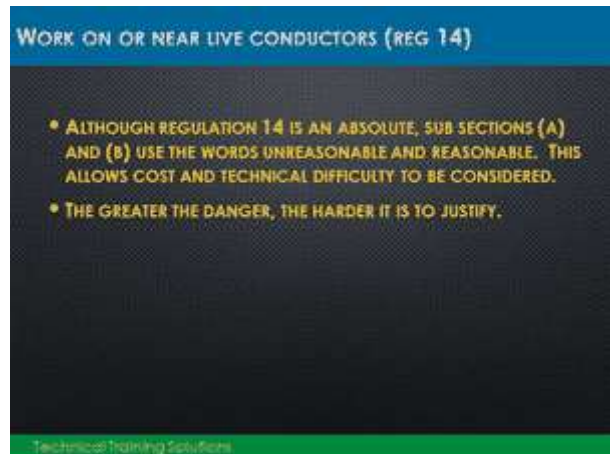 WORK ON OR NEAR LIVE CONDUCTORS (REG 14)
• ALTHOUGH REGULATION 14 IS AN ABSOLUTE, SUB SECTIONS (A)
AND (B) USE THE WORDS UNREASONABLE AND REASONABLE. THIS
ALLOWS COST AND TECHNICAL DIFFICULTY TO BE CONSIDERED.
• THE GREATER THE DANGER, THE HARDER IT IS TO JUSTIFY.
Technical Training Solutions